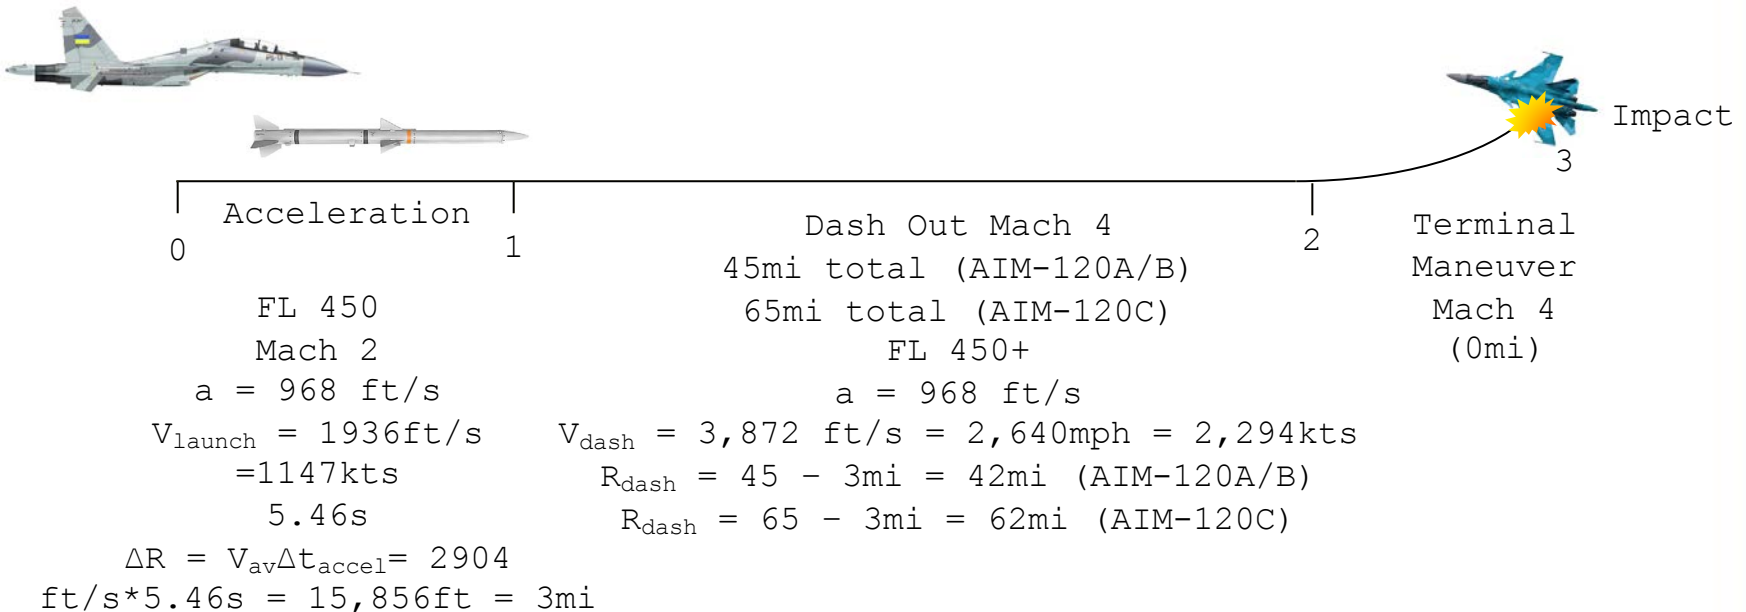 Impact
3
0
Acceleration
1
Dash Out Mach 4
45mi total (AIM-120A/B)
65mi total (AIM-120C)
2
Terminal
Maneuver
Mach 4
(0mi)
FL 450
Mach 2
a = 968 ft/s
Vlaunch = 1936ft/s
=1147kts
5.46s
ΔR = VavΔtaccel= 2904
ft/s*5.46s = 15,856ft = 3mi
FL 450+
a = 968 ft/s
Vdash = 3,872 ft/s = 2,640mph = 2,294kts
Rdash = 45 – 3mi = 42mi (AIM-120A/B)
Rdash = 65 – 3mi = 62mi (AIM-120C)